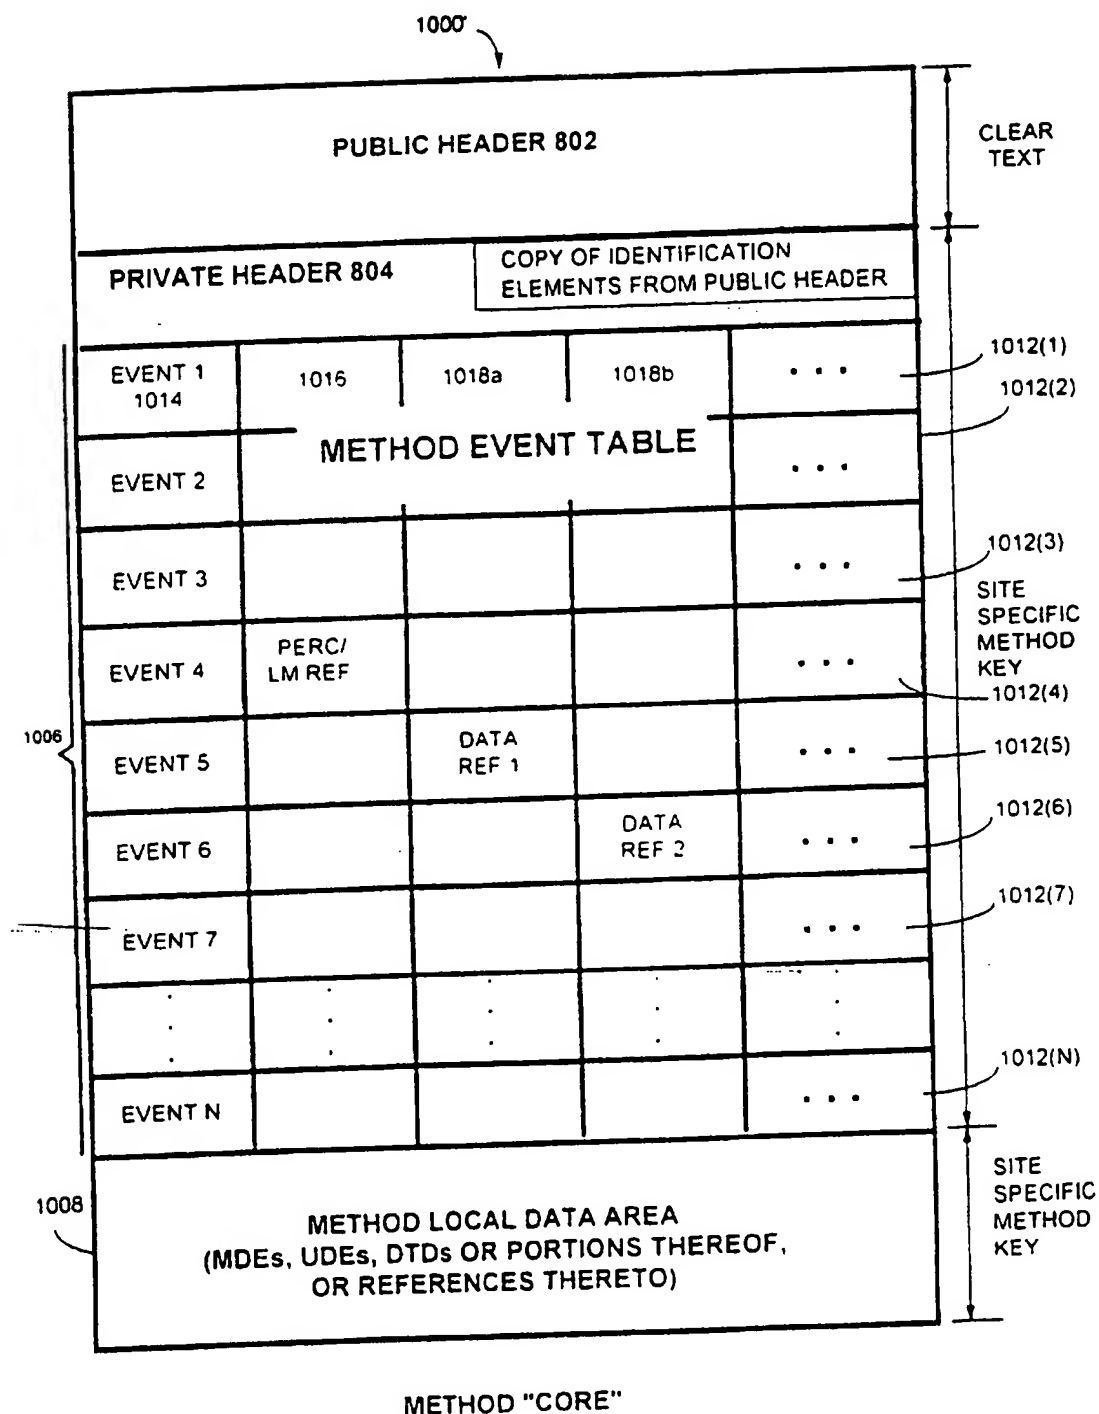 1000
PUBLIC HEADER 802
CLEAR
TEXT
PRIVATE HEADER 804
COPY OF IDENTIFICATION
ELEMENTS FROM PUBLIC HEADER
EVENT 1
1014
1016
1018a
1018b
• • •
1012(1)
1012(2)
METHOD EVENT TABLE
EVENT 2
• • •
EVENT 3
• • •
1012(3)
SITE
SPECIFIC
METHOD
KEY
EVENT 4
PERC/
LM REF
• • •
1012(4)
1006
EVENT 5
DATA
REF 1
• • •
1012(5)
EVENT 6
DATA
REF 2
• • •
1012(6)
EVENT 7
• • •
1012(7)
EVENT N
• • •
1012(N)
1008
METHOD LOCAL DATA AREA
(MDEs, UDEs, DTDs OR PORTIONS THEREOF,
OR REFERENCES THERETO)
SITE
SPECIFIC
METHOD
KEY
METHOD "CORE"